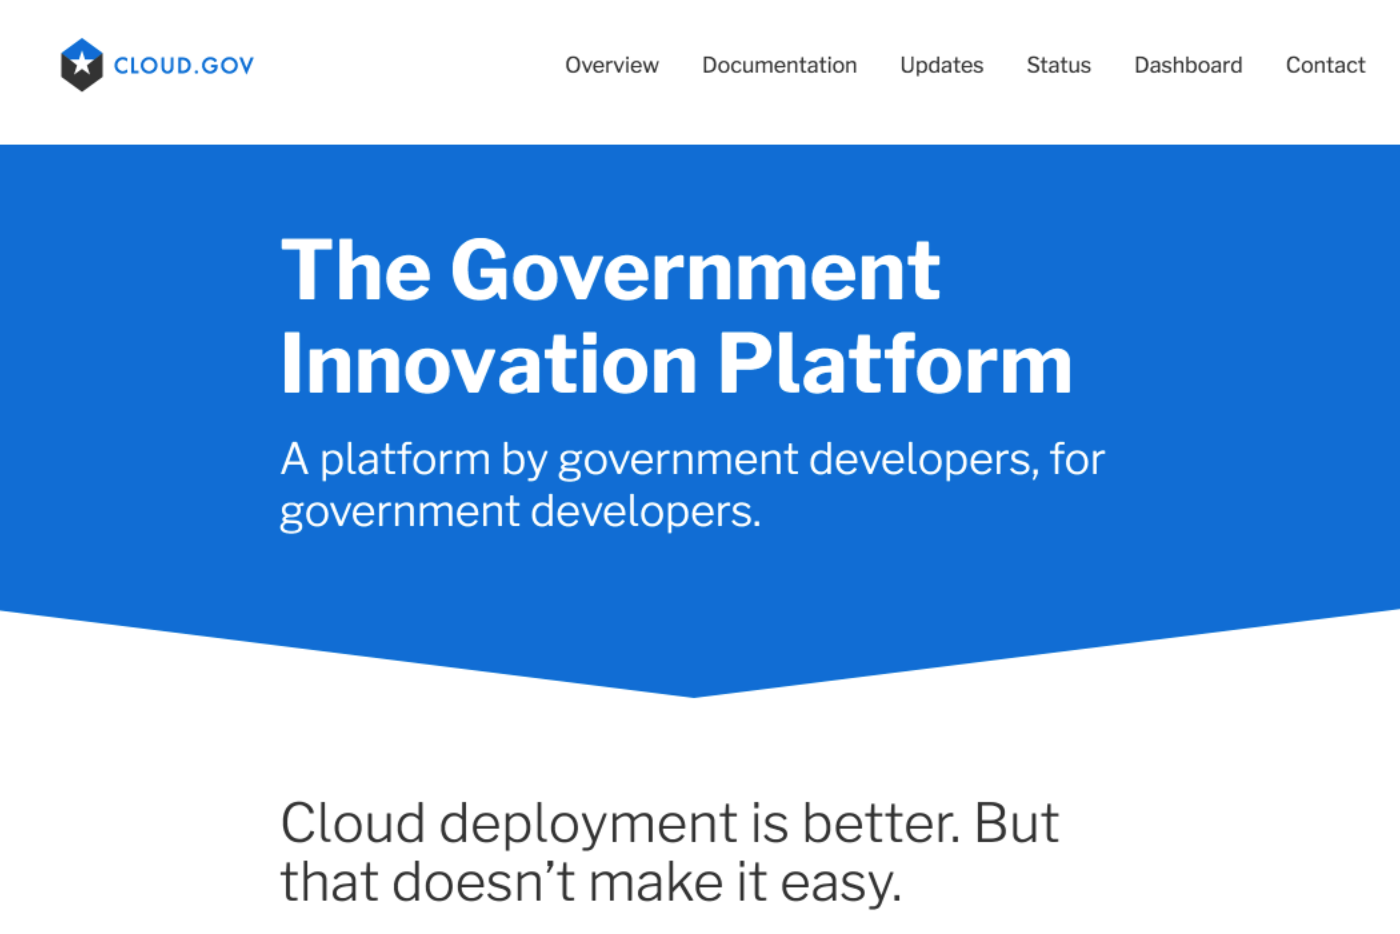 CLOUD.GOV
Overview Documentation Updates Status Dashboard Contact
The Government
Innovation Platform
A platform by government developers, for
government developers.
Cloud deployment is better. But
that doesn’t make it easy.